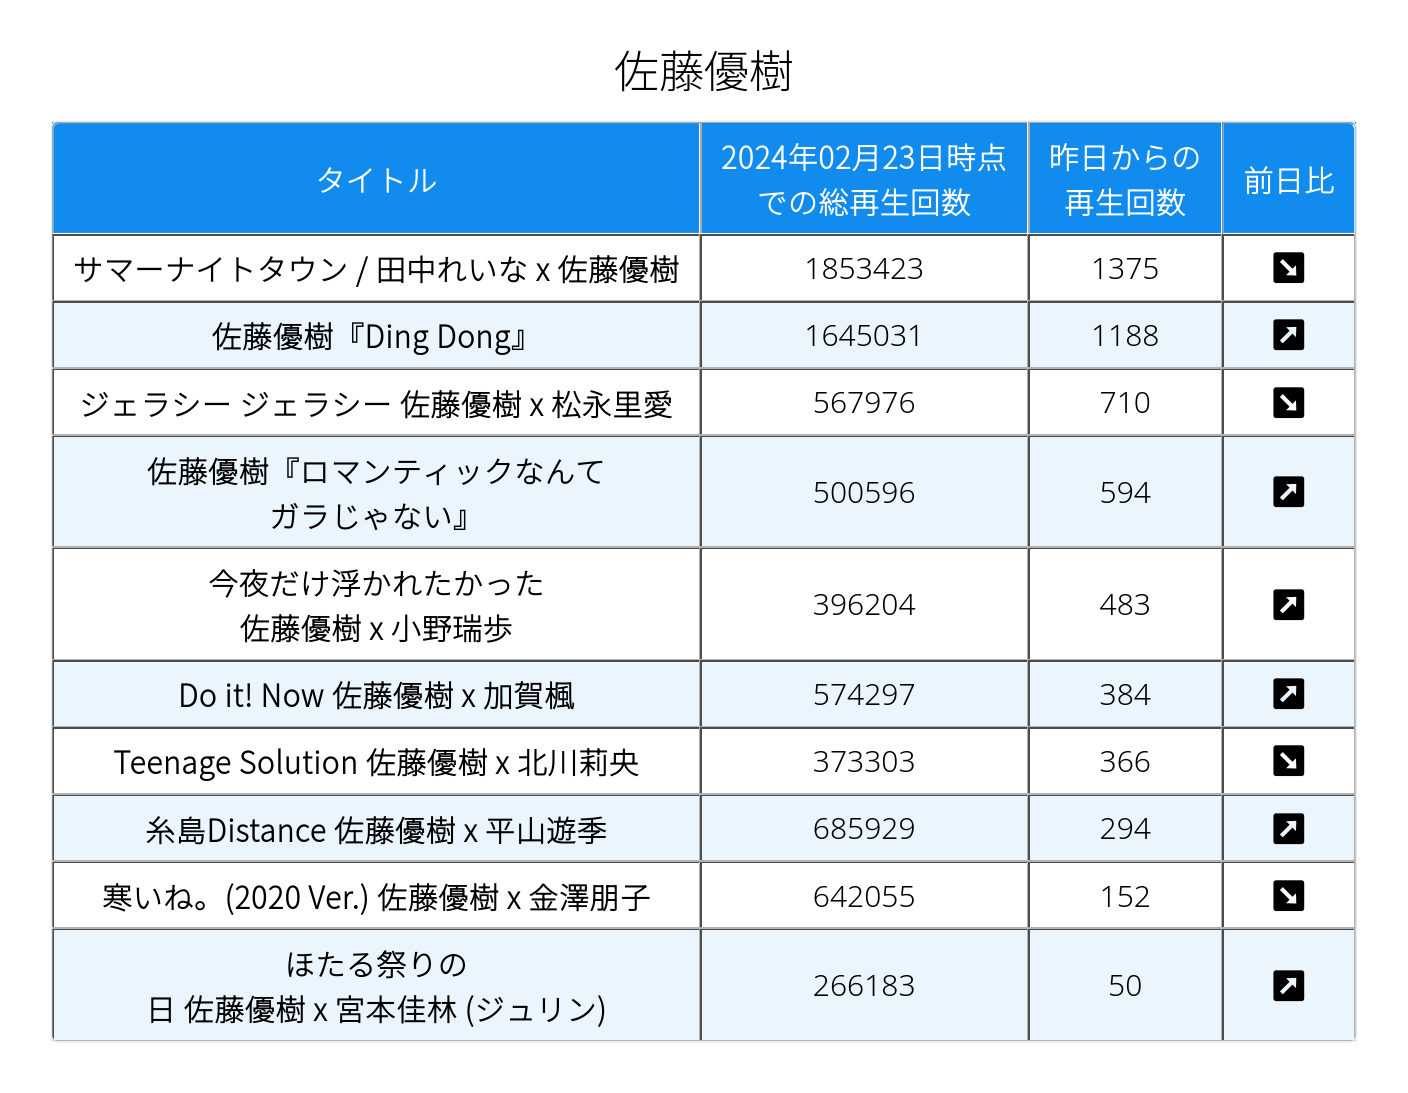 佐藤優樹
タイトル
2024年02月23日時点
での総再生回数
昨日からの
再生回数
前日比
サマーナイトタウン / 田中れいな x 佐藤優樹
1853423
1375
佐藤優樹『Ding Dong』
1645031
1188
ジェラシー ジェラシー 佐藤優樹 x 松永里愛
567976
710
佐藤優樹『ロマンティックなんて
ガラじゃない』
500596
594
今夜だけ浮かれたかった
佐藤優樹 x 小野瑞歩
396204
483
Do it! Now 佐藤優樹 x 加賀楓
574297
384
Teenage Solution 佐藤優樹 x 北川莉央
373303
366
糸島Distance 佐藤優樹 x 平山遊季
685929
294
寒いね。(2020 Ver.) 佐藤優樹 x 金澤朋子
642055
152
ほたる祭りの
日 佐藤優樹 x 宮本佳林 (ジュリン)
266183
50